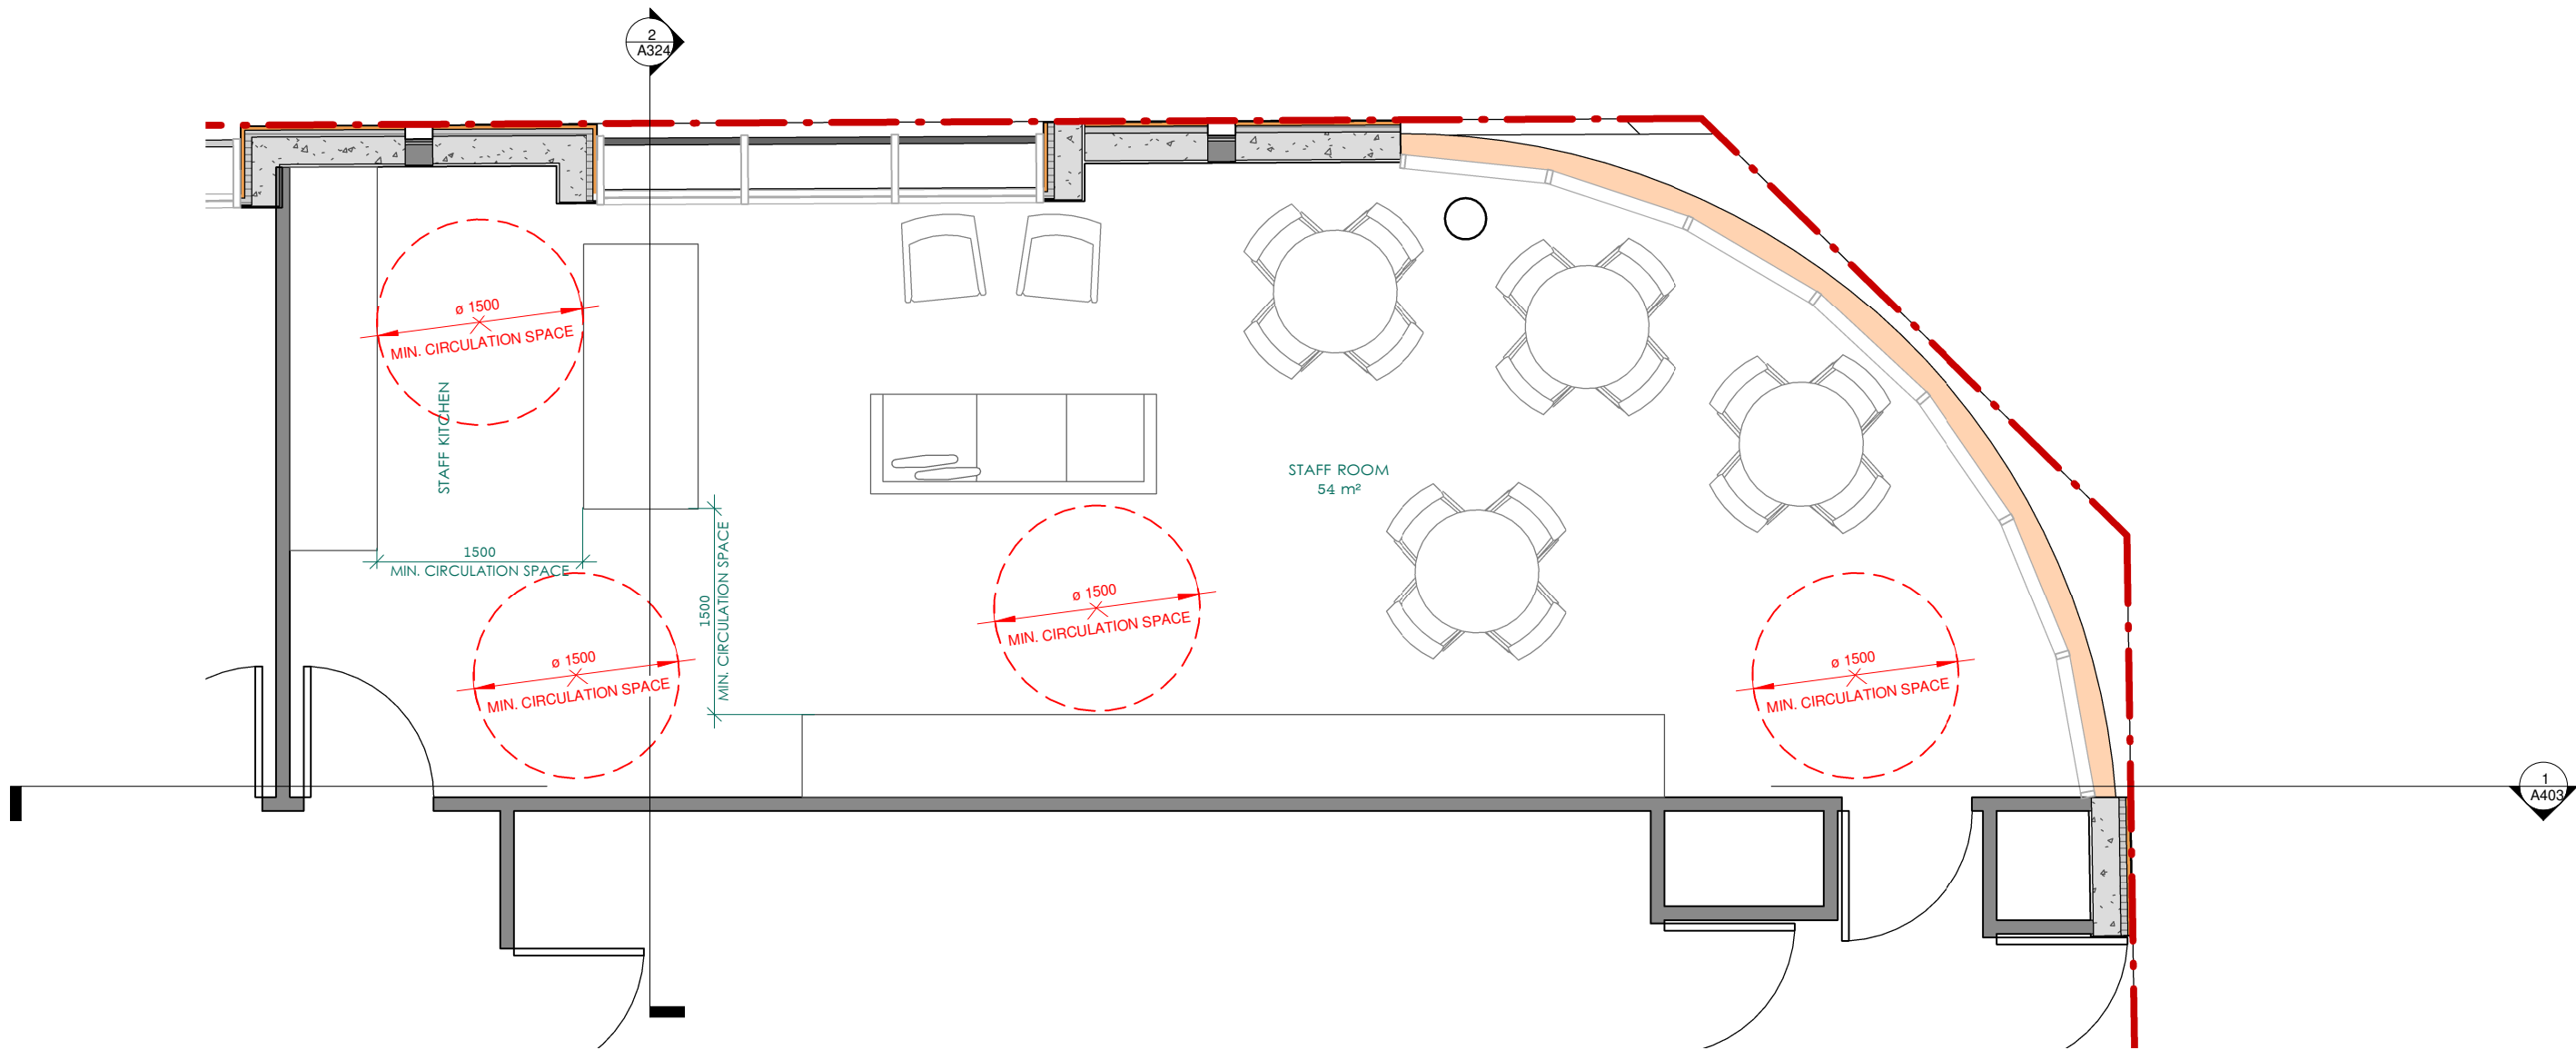 2
A324
ø 1500
MIN. CIRCULATION SPACE
STAFF KITCHEN
STAFF ROOM
54 m²
1500
MIN. CIRCULATION SPACE
1500
MIN. CIRCULATION SPACE
ø 1500
MIN. CIRCULATION SPACE
ø 1500
MIN. CIRCULATION SPACE
ø 1500
MIN. CIRCULATION SPACE
1
A403